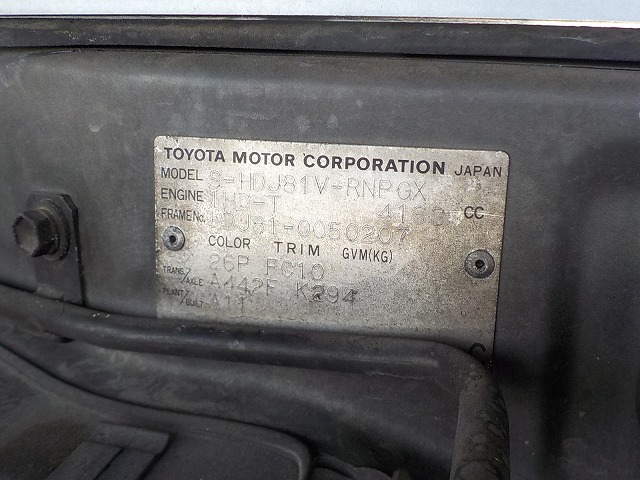 TOYOTA MOTOR CORPORATION JAPAN
MODEL S-HDJ81V-RNPGX
ENGINE 1HD-T 4163 CC
FRAME No. HDJ81-0050207
COLOR TRIM GVM(KG)
26P FG10
TRANS/AXLE A442F K294
PLANT/BUILT A11